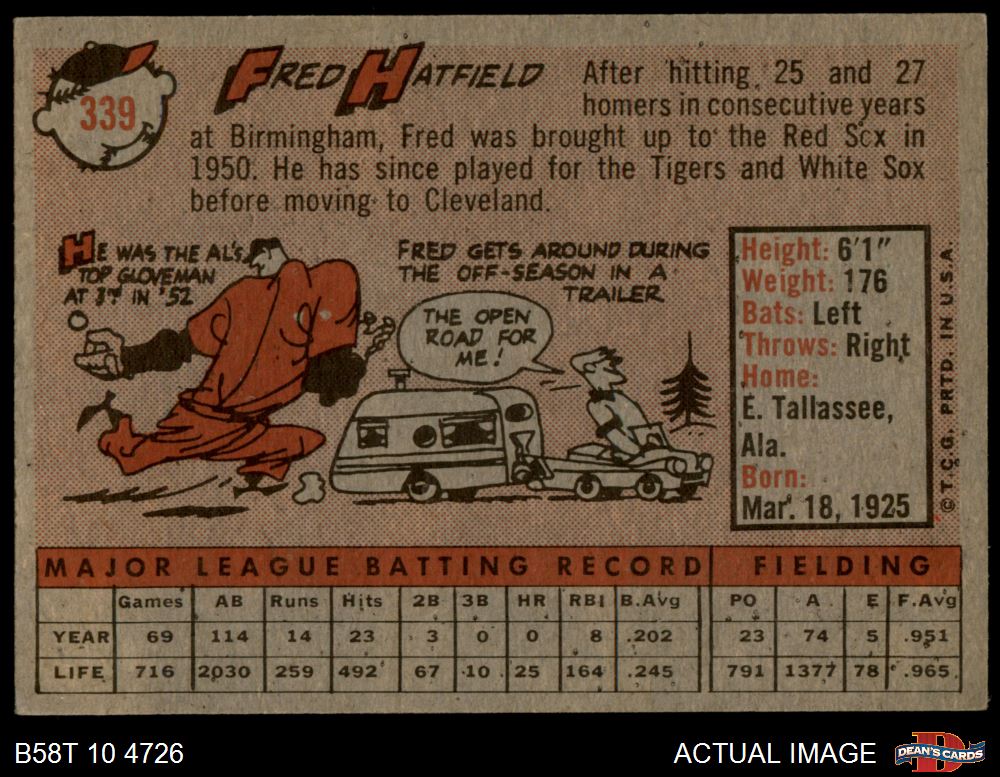 339
FRED HATFIELD
After hitting 25 and 27
homers in consecutive years
at Birmingham, Fred was brought up to the Red Sox in
1950. He has since played for the Tigers and White Sox
before moving to Cleveland.
HE WAS THE AL'S
TOP GLOVEMAN
AT 3rd IN '52
FRED GETS AROUND DURING
THE OFF-SEASON IN A
TRAILER
THE OPEN
ROAD FOR
ME!
Height: 6'1"
Weight: 176
Bats: Left
Throws: Right
Home:
E. Tallassee,
Ala.
Born:
Mar. 18, 1925
© T.C.G. PRTD. IN U.S.A.
MAJOR LEAGUE BATTING RECORD FIELDING
Games AB Runs Hits 2B 3B HR RBI B.Avg PO A E F.Avg
YEAR 69 114 14 23 3 0 0 8 .202 23 74 5 .951
LIFE 716 2030 259 492 67 10 25 164 .245 791 1377 78 .965
B58T 10 4726
ACTUAL IMAGE
D
DEAN'S CARDS